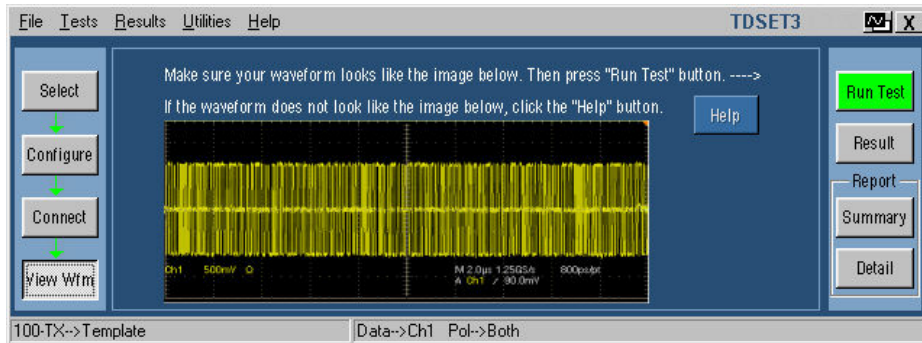 File Tests Results Utilities Help TDSET3 X
Make sure your waveform looks like the image below. Then press "Run Test" button. ---->
If the waveform does not look like the image below, click the "Help" button.
Help
Select
Configure
Connect
View Wfm
Ch1 500mV Ω M 2.0µs 1.25GS/s 800ps/pt
A Ch1 / 90.0mV
Run Test
Result
Report
Summary
Detail
100-TX-->Template Data-->Ch1 Pol-->Both